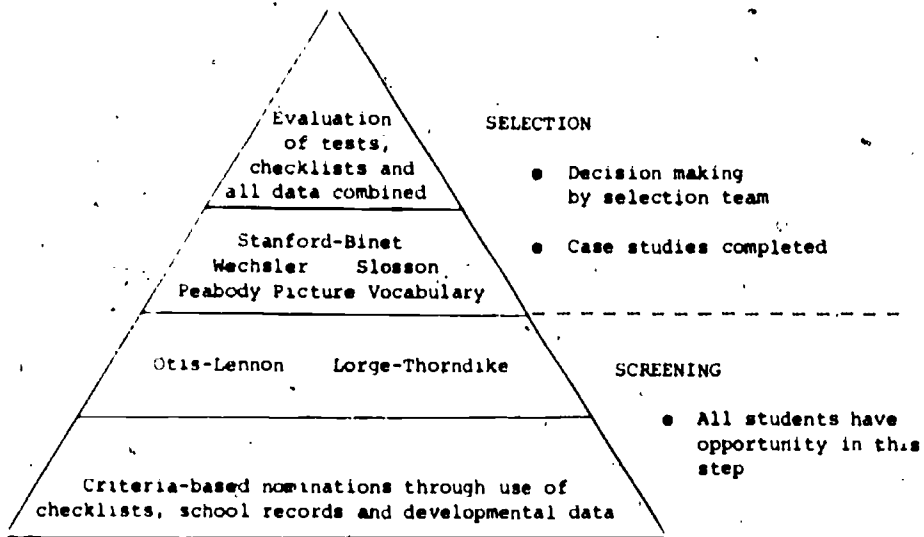 Evaluation
of tests,
checklists and
all data combined
SELECTION
● Decision making
by selection team
● Case studies completed
Stanford-Binet
Wechsler Slosson
Peabody Picture Vocabulary
Otis-Lennon Lorge-Thorndike
SCREENING
● All students have
opportunity in this
step
Criteria-based nominations through use of
checklists, school records and developmental data